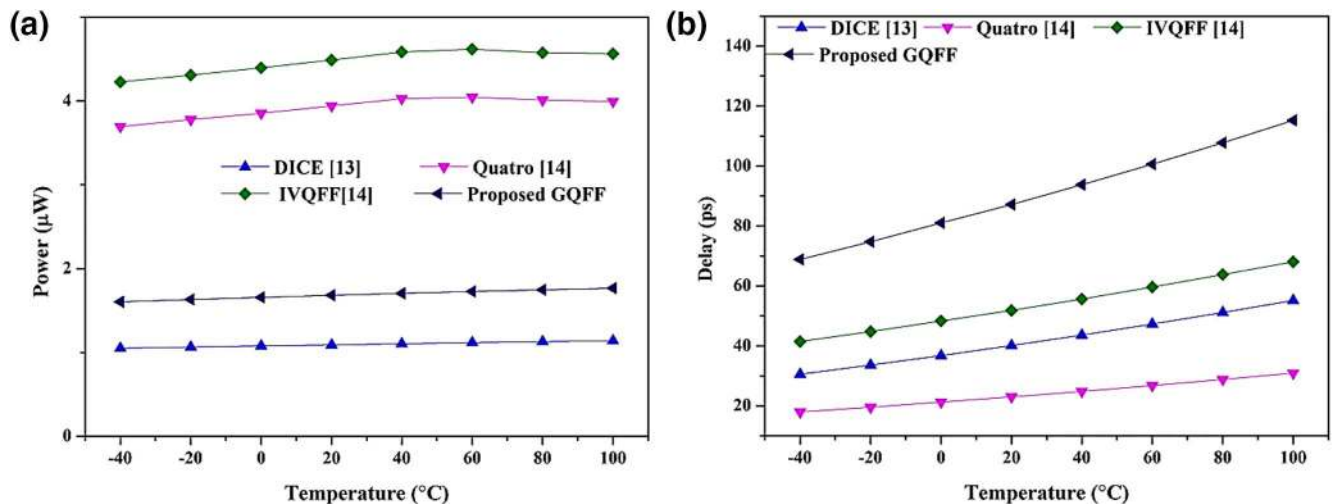 (a)
4
2
0
Power (μW)
DICE [13] Quatro [14]
IVQFF[14] Proposed GQFF
-40 -20 0 20 40 60 80 100
Temperature (°C)
(b)
DICE [13] Quatro [14] IVQFF [14]
Proposed GQFF
140
120
100
80
60
40
20
Delay (ps)
-40 -20 0 20 40 60 80 100
Temperature (°C)